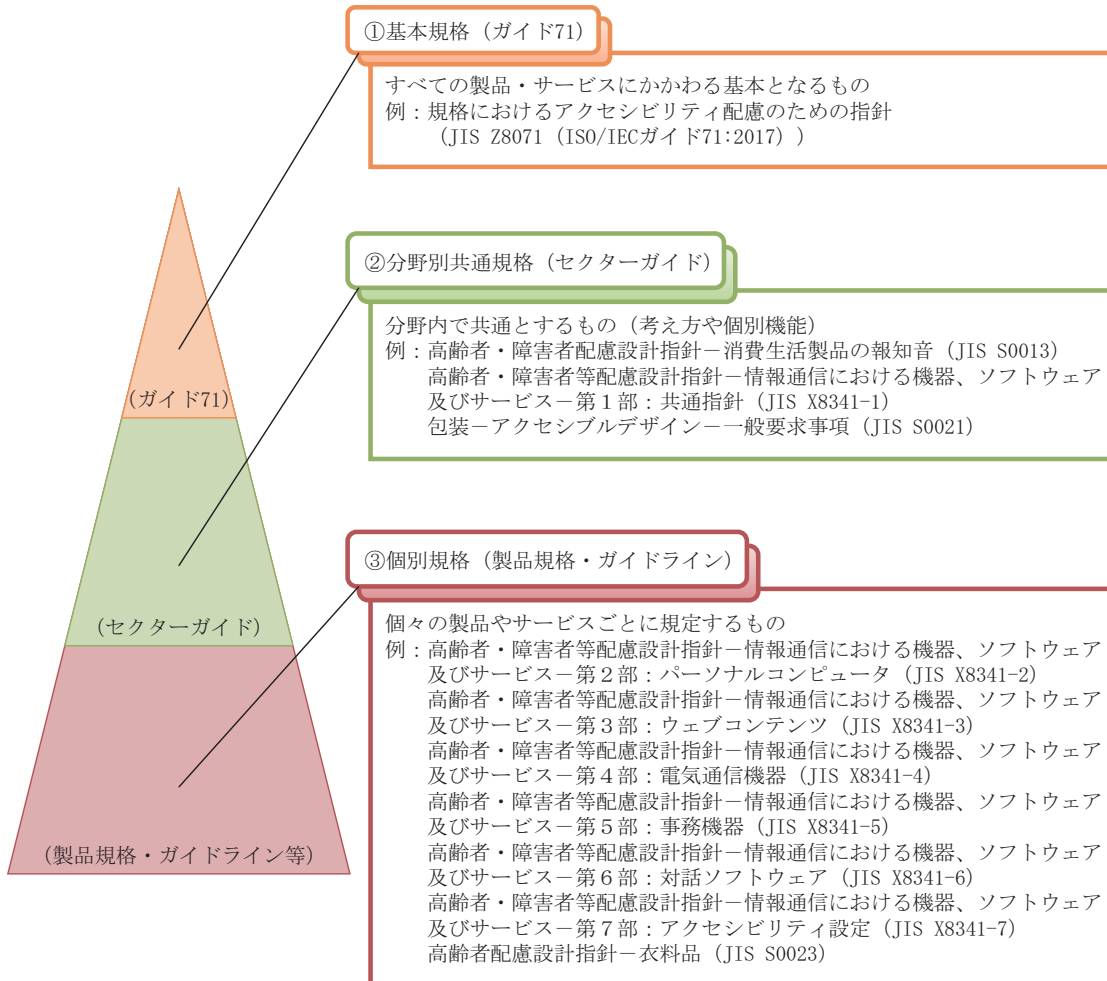 ①基本規格（ガイド71）
すべての製品・サービスにかかわる基本となるもの
例：規格におけるアクセシビリティ配慮のための指針
（JIS Z8071（ISO/IECガイド71:2017））
②分野別共通規格（セクターガイド）
分野内で共通とするもの（考え方や個別機能）
例：高齢者・障害者配慮設計指針－消費生活製品の報知音（JIS S0013）
高齢者・障害者等配慮設計指針－情報通信における機器、ソフトウェア
及びサービス－第１部：共通指針（JIS X8341-1）
包装－アクセシブルデザイン－一般要求事項（JIS S0021）
③個別規格（製品規格・ガイドライン）
個々の製品やサービスごとに規定するもの
例：高齢者・障害者等配慮設計指針－情報通信における機器、ソフトウェア
及びサービス－第２部：パーソナルコンピュータ（JIS X8341-2）
高齢者・障害者等配慮設計指針－情報通信における機器、ソフトウェア
及びサービス－第３部：ウェブコンテンツ（JIS X8341-3）
高齢者・障害者等配慮設計指針－情報通信における機器、ソフトウェア
及びサービス－第４部：電気通信機器（JIS X8341-4）
高齢者・障害者等配慮設計指針－情報通信における機器、ソフトウェア
及びサービス－第５部：事務機器（JIS X8341-5）
高齢者・障害者等配慮設計指針－情報通信における機器、ソフトウェア
及びサービス－第６部：対話ソフトウェア（JIS X8341-6）
高齢者・障害者等配慮設計指針－情報通信における機器、ソフトウェア
及びサービス－第７部：アクセシビリティ設定（JIS X8341-7）
高齢者配慮設計指針－衣料品（JIS S0023）
（ガイド71）
（セクターガイド）
（製品規格・ガイドライン等）